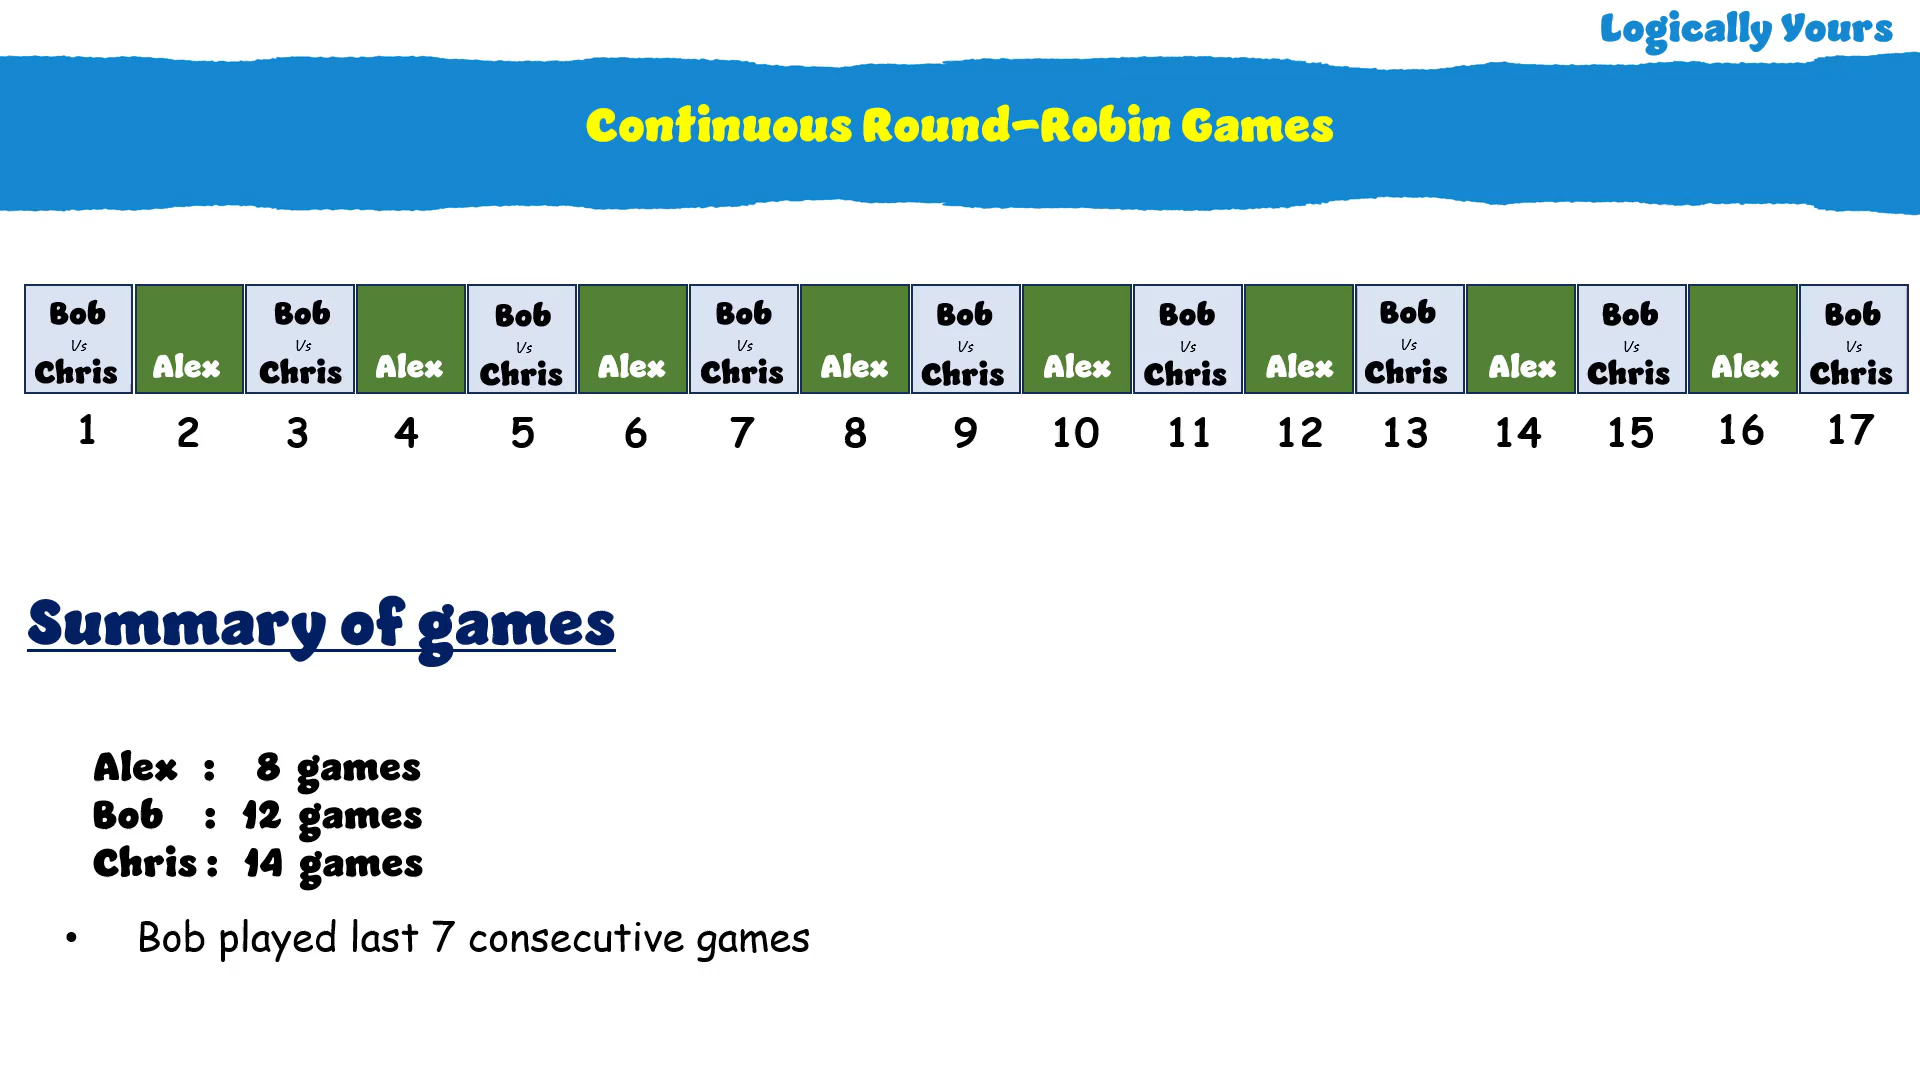 Logically Yours
Continuous Round-Robin Games
Bob Bob Bob Bob Bob Bob Bob Bob Bob
Vs Vs Vs Vs Vs Vs Vs Vs Vs
Chris Alex Chris Alex Chris Alex Chris Alex Chris Alex Chris Alex Chris Alex Chris Alex Chris
1 2 3 4 5 6 7 8 9 10 11 12 13 14 15 16 17
Summary of games
Alex : 8 games
Bob : 12 games
Chris : 14 games
• Bob played last 7 consecutive games